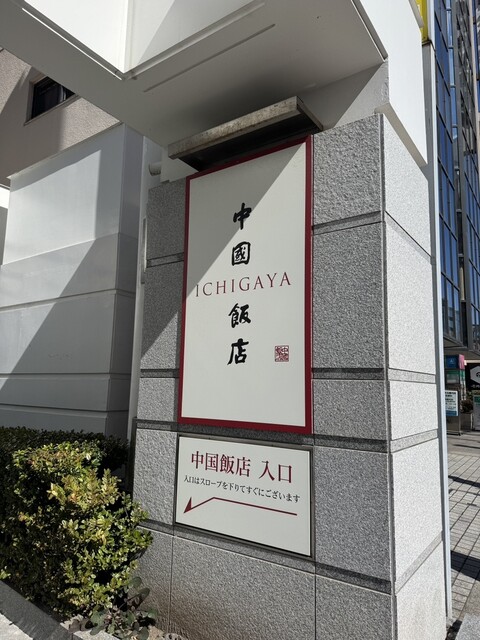 中
國
ICHIGAYA
飯
店
中国飯店 入口
入口はスロープを下りてすぐにございます